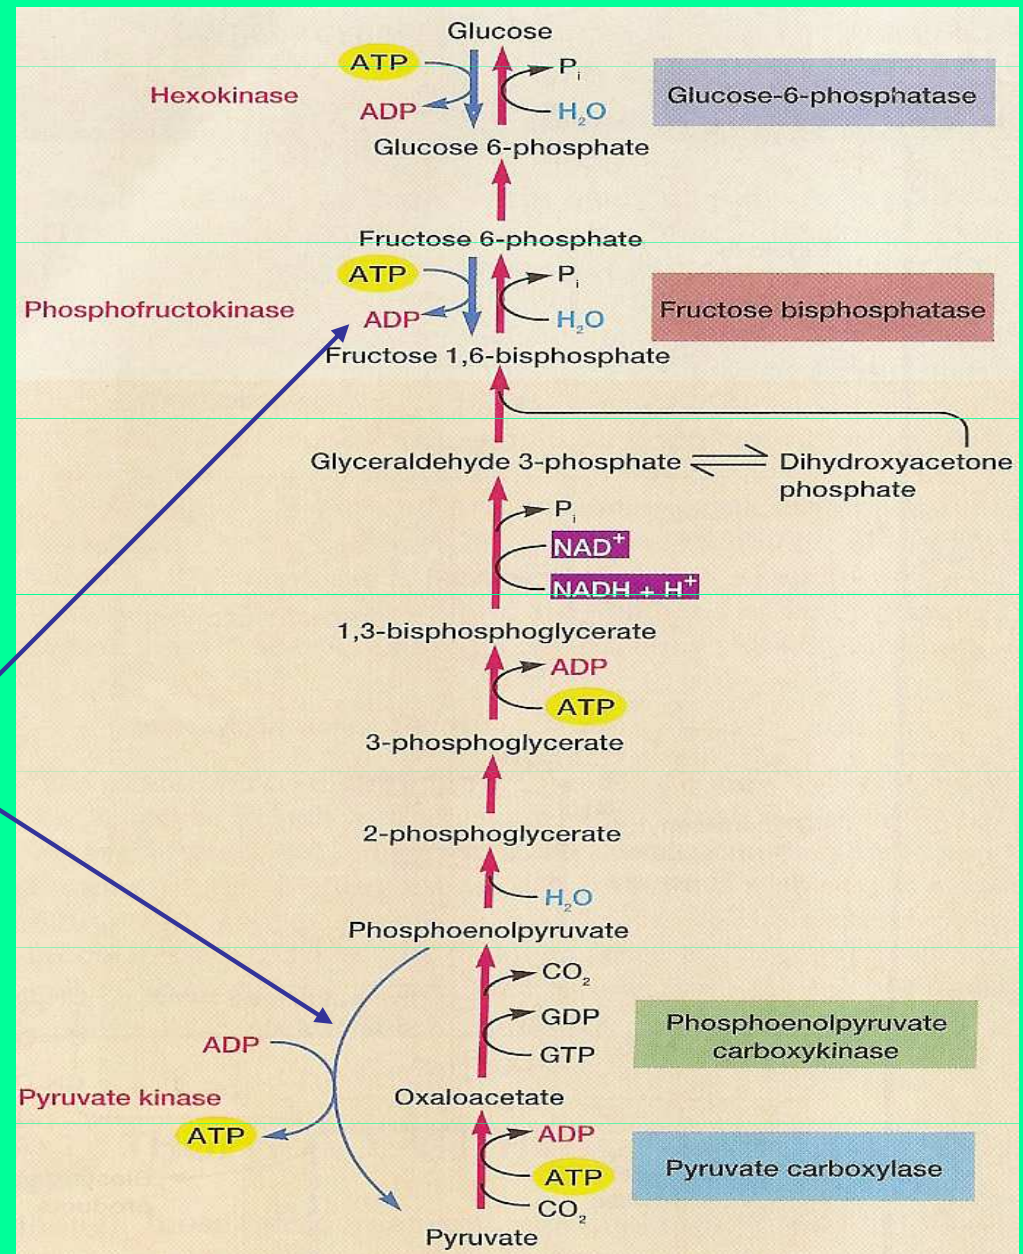 Glucose
ATP
P_i
Hexokinase
Glucose-6-phosphatase
ADP
H₂O
Glucose 6-phosphate
Fructose 6-phosphate
ATP
P_i
Phosphofructokinase
Fructose bisphosphatase
ADP
H₂O
Fructose 1,6-bisphosphate
Glyceraldehyde 3-phosphate
Dihydroxyacetone
phosphate
P_i
NAD⁺
NADH + H⁺
1,3-bisphosphoglycerate
ADP
ATP
3-phosphoglycerate
2-phosphoglycerate
H₂O
Phosphoenolpyruvate
CO₂
GDP
GTP
Phosphoenolpyruvate
carboxykinase
ADP
Pyruvate kinase
ATP
Oxaloacetate
ADP
ATP
CO₂
Pyruvate carboxylase
Pyruvate